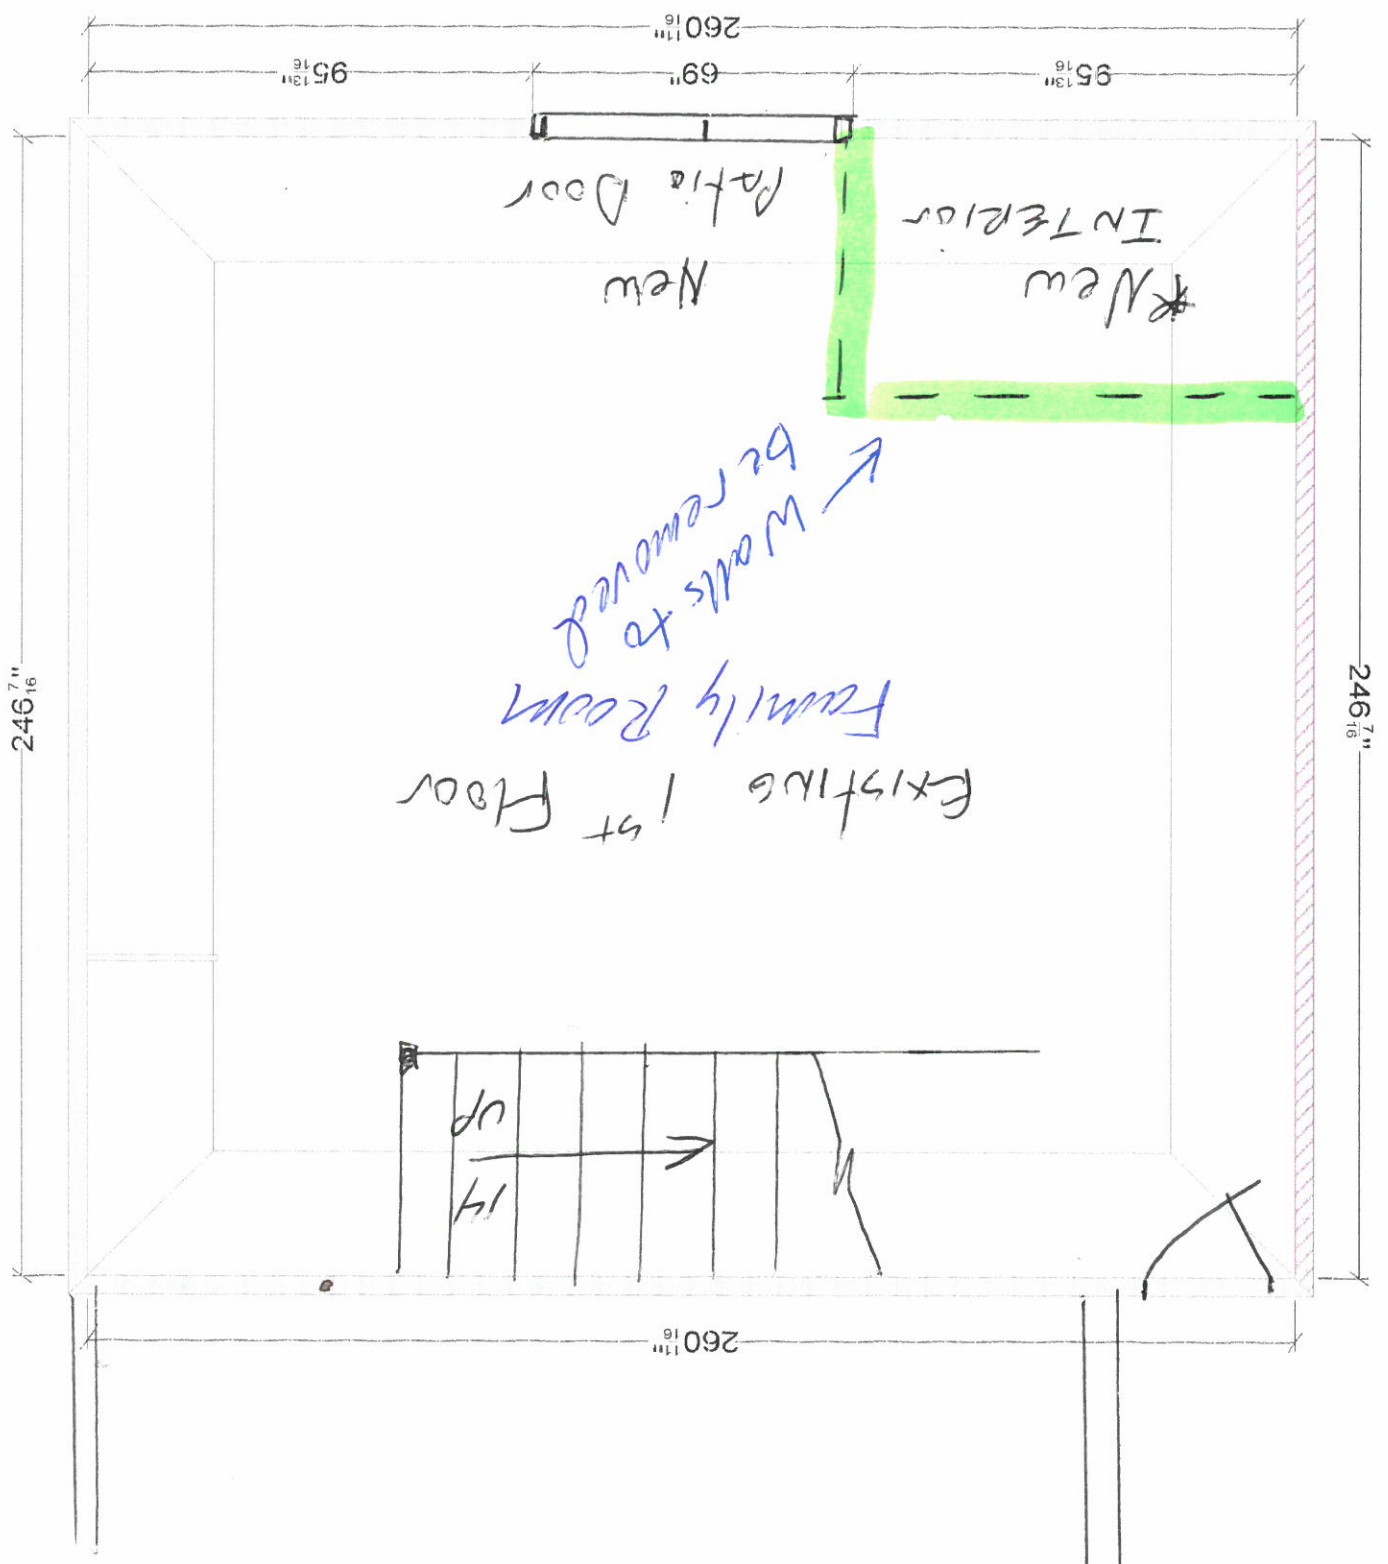 260 11/16"
14
UP
EXISTING 1st Floor
Family Room
246 7/16"
246 7/16"
Walls to
be removed
*New
INTERIOR
New
Patio Door
95 13/16"
69"
95 13/16"
260 11/16"